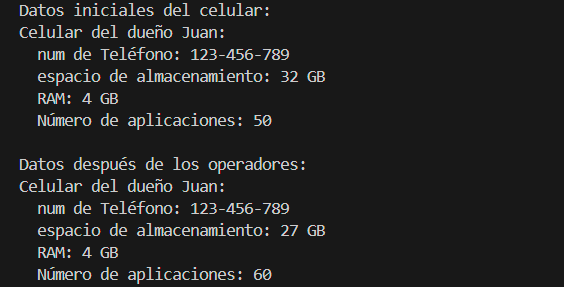 Datos iniciales del celular:
Celular del dueño Juan:
num de Teléfono: 123-456-789
espacio de almacenamiento: 32 GB
RAM: 4 GB
Número de aplicaciones: 50
Datos después de los operadores:
Celular del dueño Juan:
num de Teléfono: 123-456-789
espacio de almacenamiento: 27 GB
RAM: 4 GB
Número de aplicaciones: 60